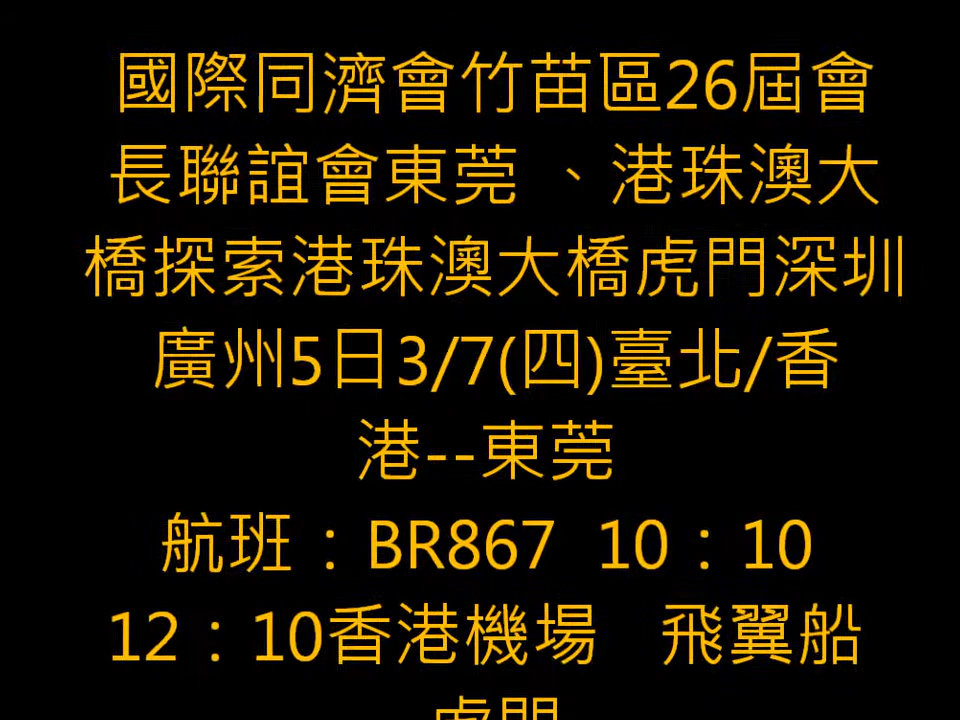 國際同濟會竹苗區26屆會
長聯誼會東莞 、港珠澳大
橋探索港珠澳大橋虎門深圳
廣州5日3/7(四)臺北/香
港--東莞
航班：BR867 10：10
12：10香港機場 飛翼船
虎門